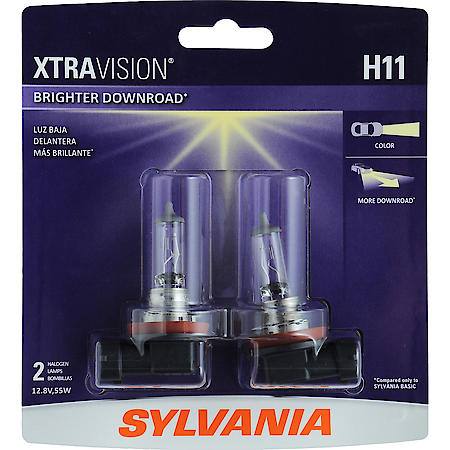 XTRAVISION®
H11
BRIGHTER DOWNROAD*
LUZ BAJA
DELANTERA
MÁS BRILLANTE*
COLOR
MORE DOWNROAD*
2 HALOGEN
LAMPS
BOMBILLAS
12.8V,55W
*Compared only to
SYLVANIA BASIC
SYLVANIA